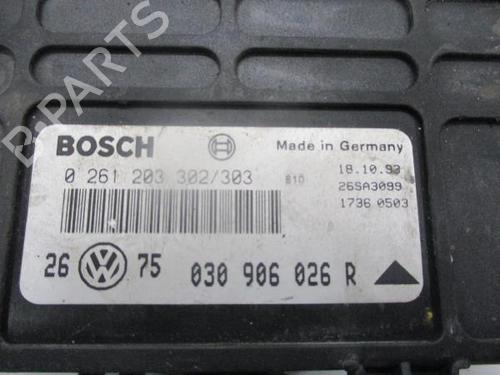 B-PARTS
BOSCH
Made in Germany
0 261 203 302/303
810
18.10.93
26SA3099
1736 0503
26 75 030 906 026 R